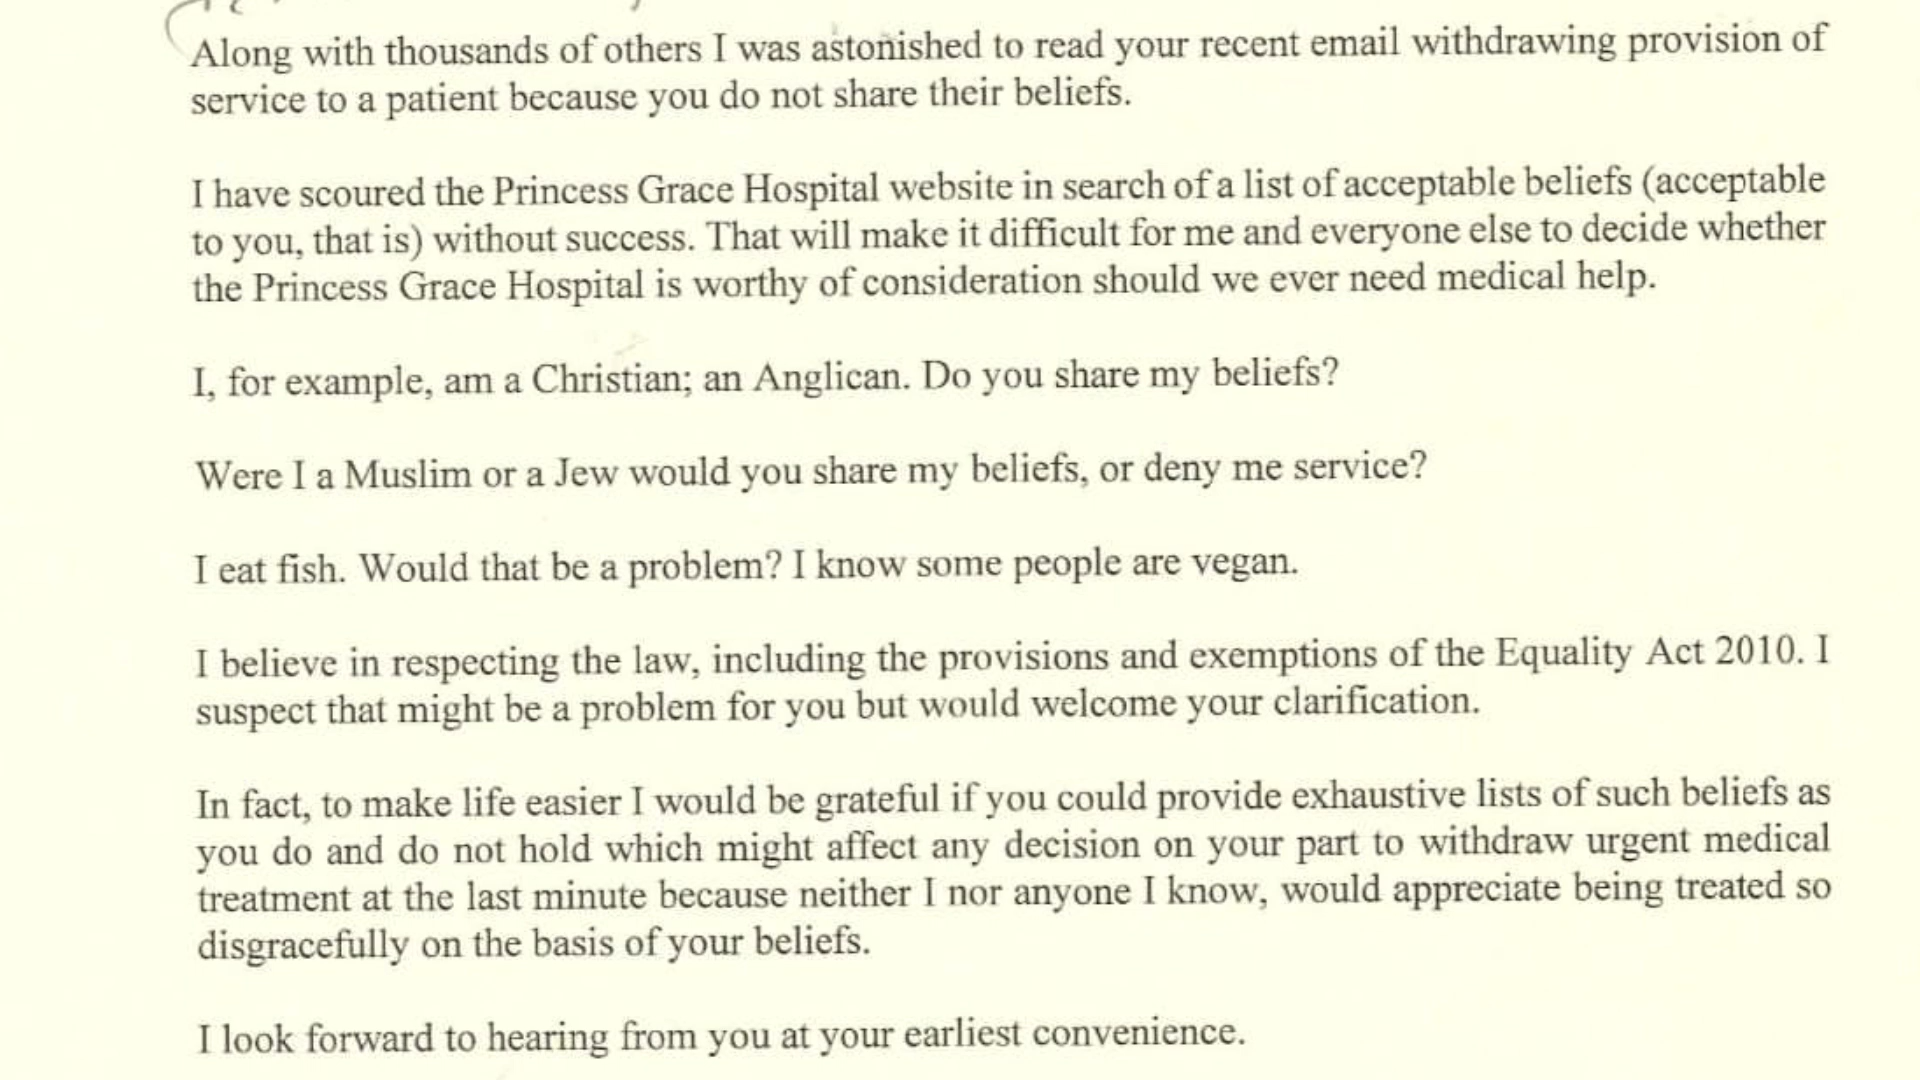 Along with thousands of others I was astonished to read your recent email withdrawing provision of
service to a patient because you do not share their beliefs.
I have scoured the Princess Grace Hospital website in search of a list of acceptable beliefs (acceptable
to you, that is) without success. That will make it difficult for me and everyone else to decide whether
the Princess Grace Hospital is worthy of consideration should we ever need medical help.
I, for example, am a Christian; an Anglican. Do you share my beliefs?
Were I a Muslim or a Jew would you share my beliefs, or deny me service?
I eat fish. Would that be a problem? I know some people are vegan.
I believe in respecting the law, including the provisions and exemptions of the Equality Act 2010. I
suspect that might be a problem for you but would welcome your clarification.
In fact, to make life easier I would be grateful if you could provide exhaustive lists of such beliefs as
you do and do not hold which might affect any decision on your part to withdraw urgent medical
treatment at the last minute because neither I nor anyone I know, would appreciate being treated so
disgracefully on the basis of your beliefs.
I look forward to hearing from you at your earliest convenience.